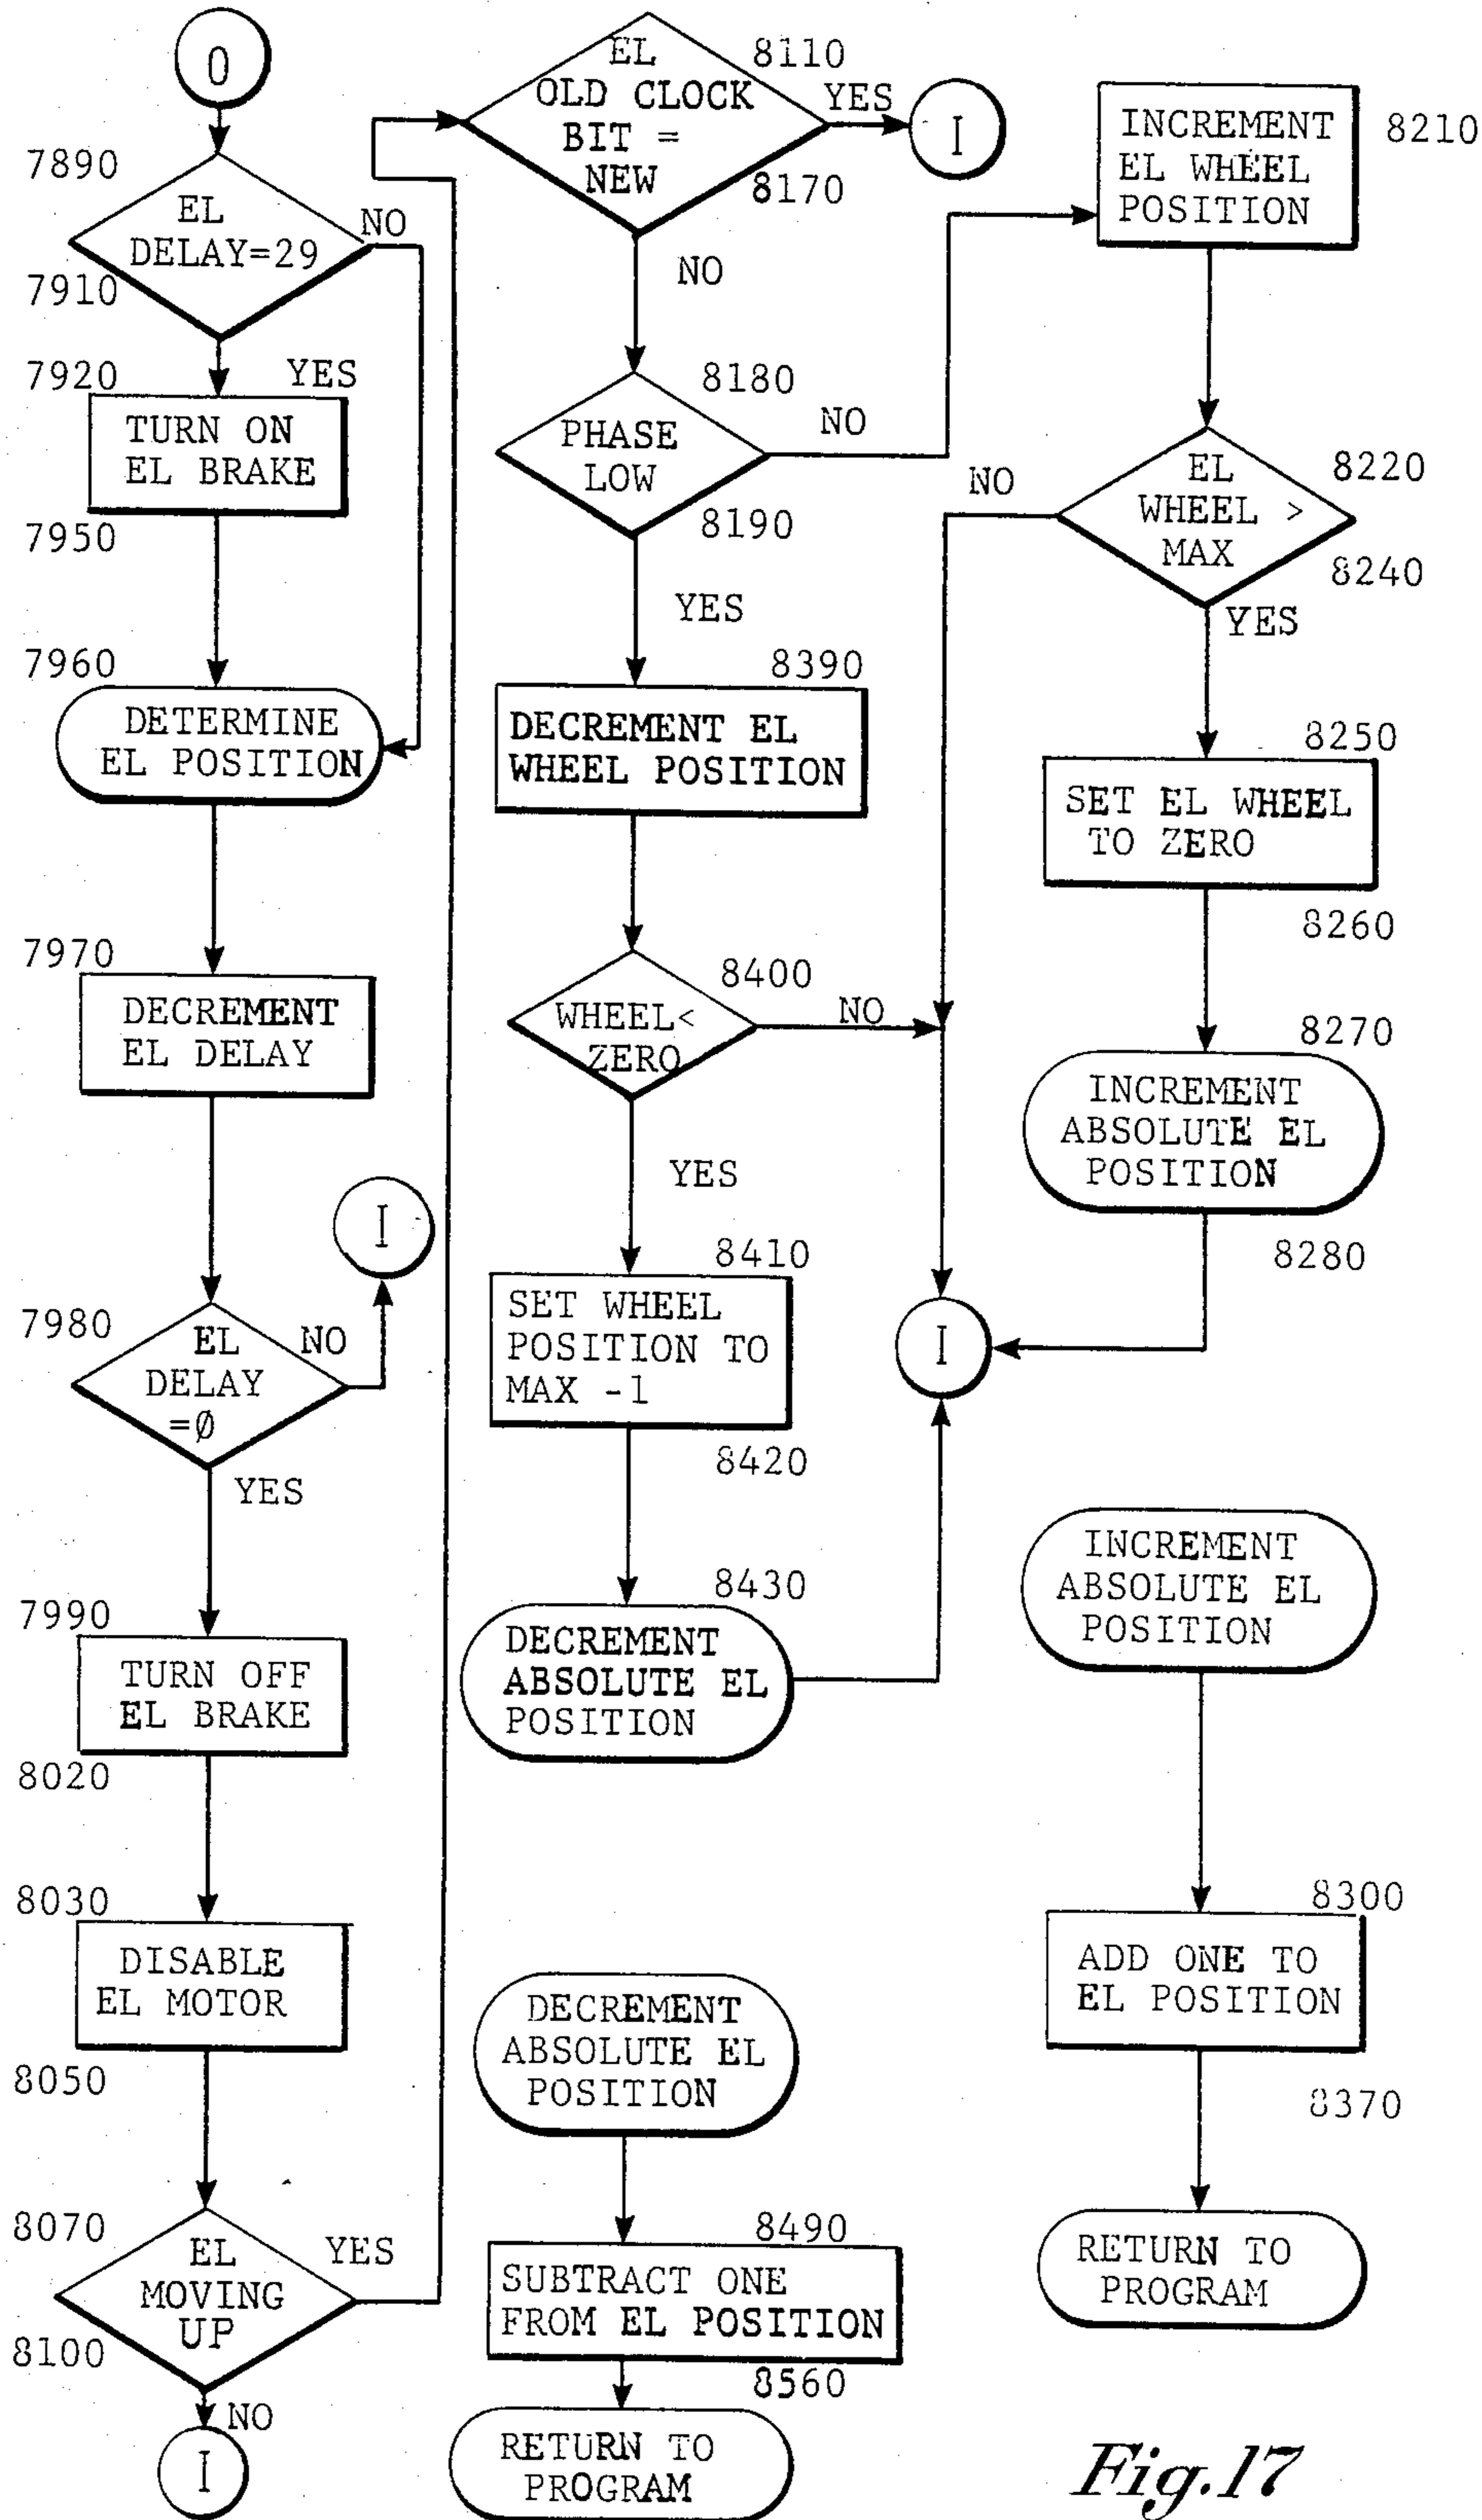 O
7890
EL
DELAY=29
NO
7910
7920
YES
TURN ON
EL BRAKE
7950
7960
DETERMINE
EL POSITION
7970
DECREMENT
EL DELAY
I
7980
EL
DELAY
=Ø
NO
YES
7990
TURN OFF
EL BRAKE
8020
8030
DISABLE
EL MOTOR
8050
8070
EL
MOVING
UP
YES
8100
NO
I
8110
EL
OLD CLOCK
BIT =
NEW
YES
I
8170
NO
8180
PHASE
LOW
NO
8190
YES
8390
DECREMENT EL
WHEEL POSITION
8400
WHEEL<
ZERO
NO
YES
8410
SET WHEEL
POSITION TO
MAX -1
8420
8430
DECREMENT
ABSOLUTE EL
POSITION
DECREMENT
ABSOLUTE EL
POSITION
8490
SUBTRACT ONE
FROM EL POSITION
8560
RETURN TO
PROGRAM
INCREMENT
EL WHEEL
POSITION
8210
8220
EL
WHEEL >
MAX
NO
8240
YES
8250
SET EL WHEEL
TO ZERO
8260
8270
INCREMENT
ABSOLUTE EL
POSITION
8280
I
INCREMENT
ABSOLUTE EL
POSITION
8300
ADD ONE TO
EL POSITION
8370
RETURN TO
PROGRAM
Fig.17